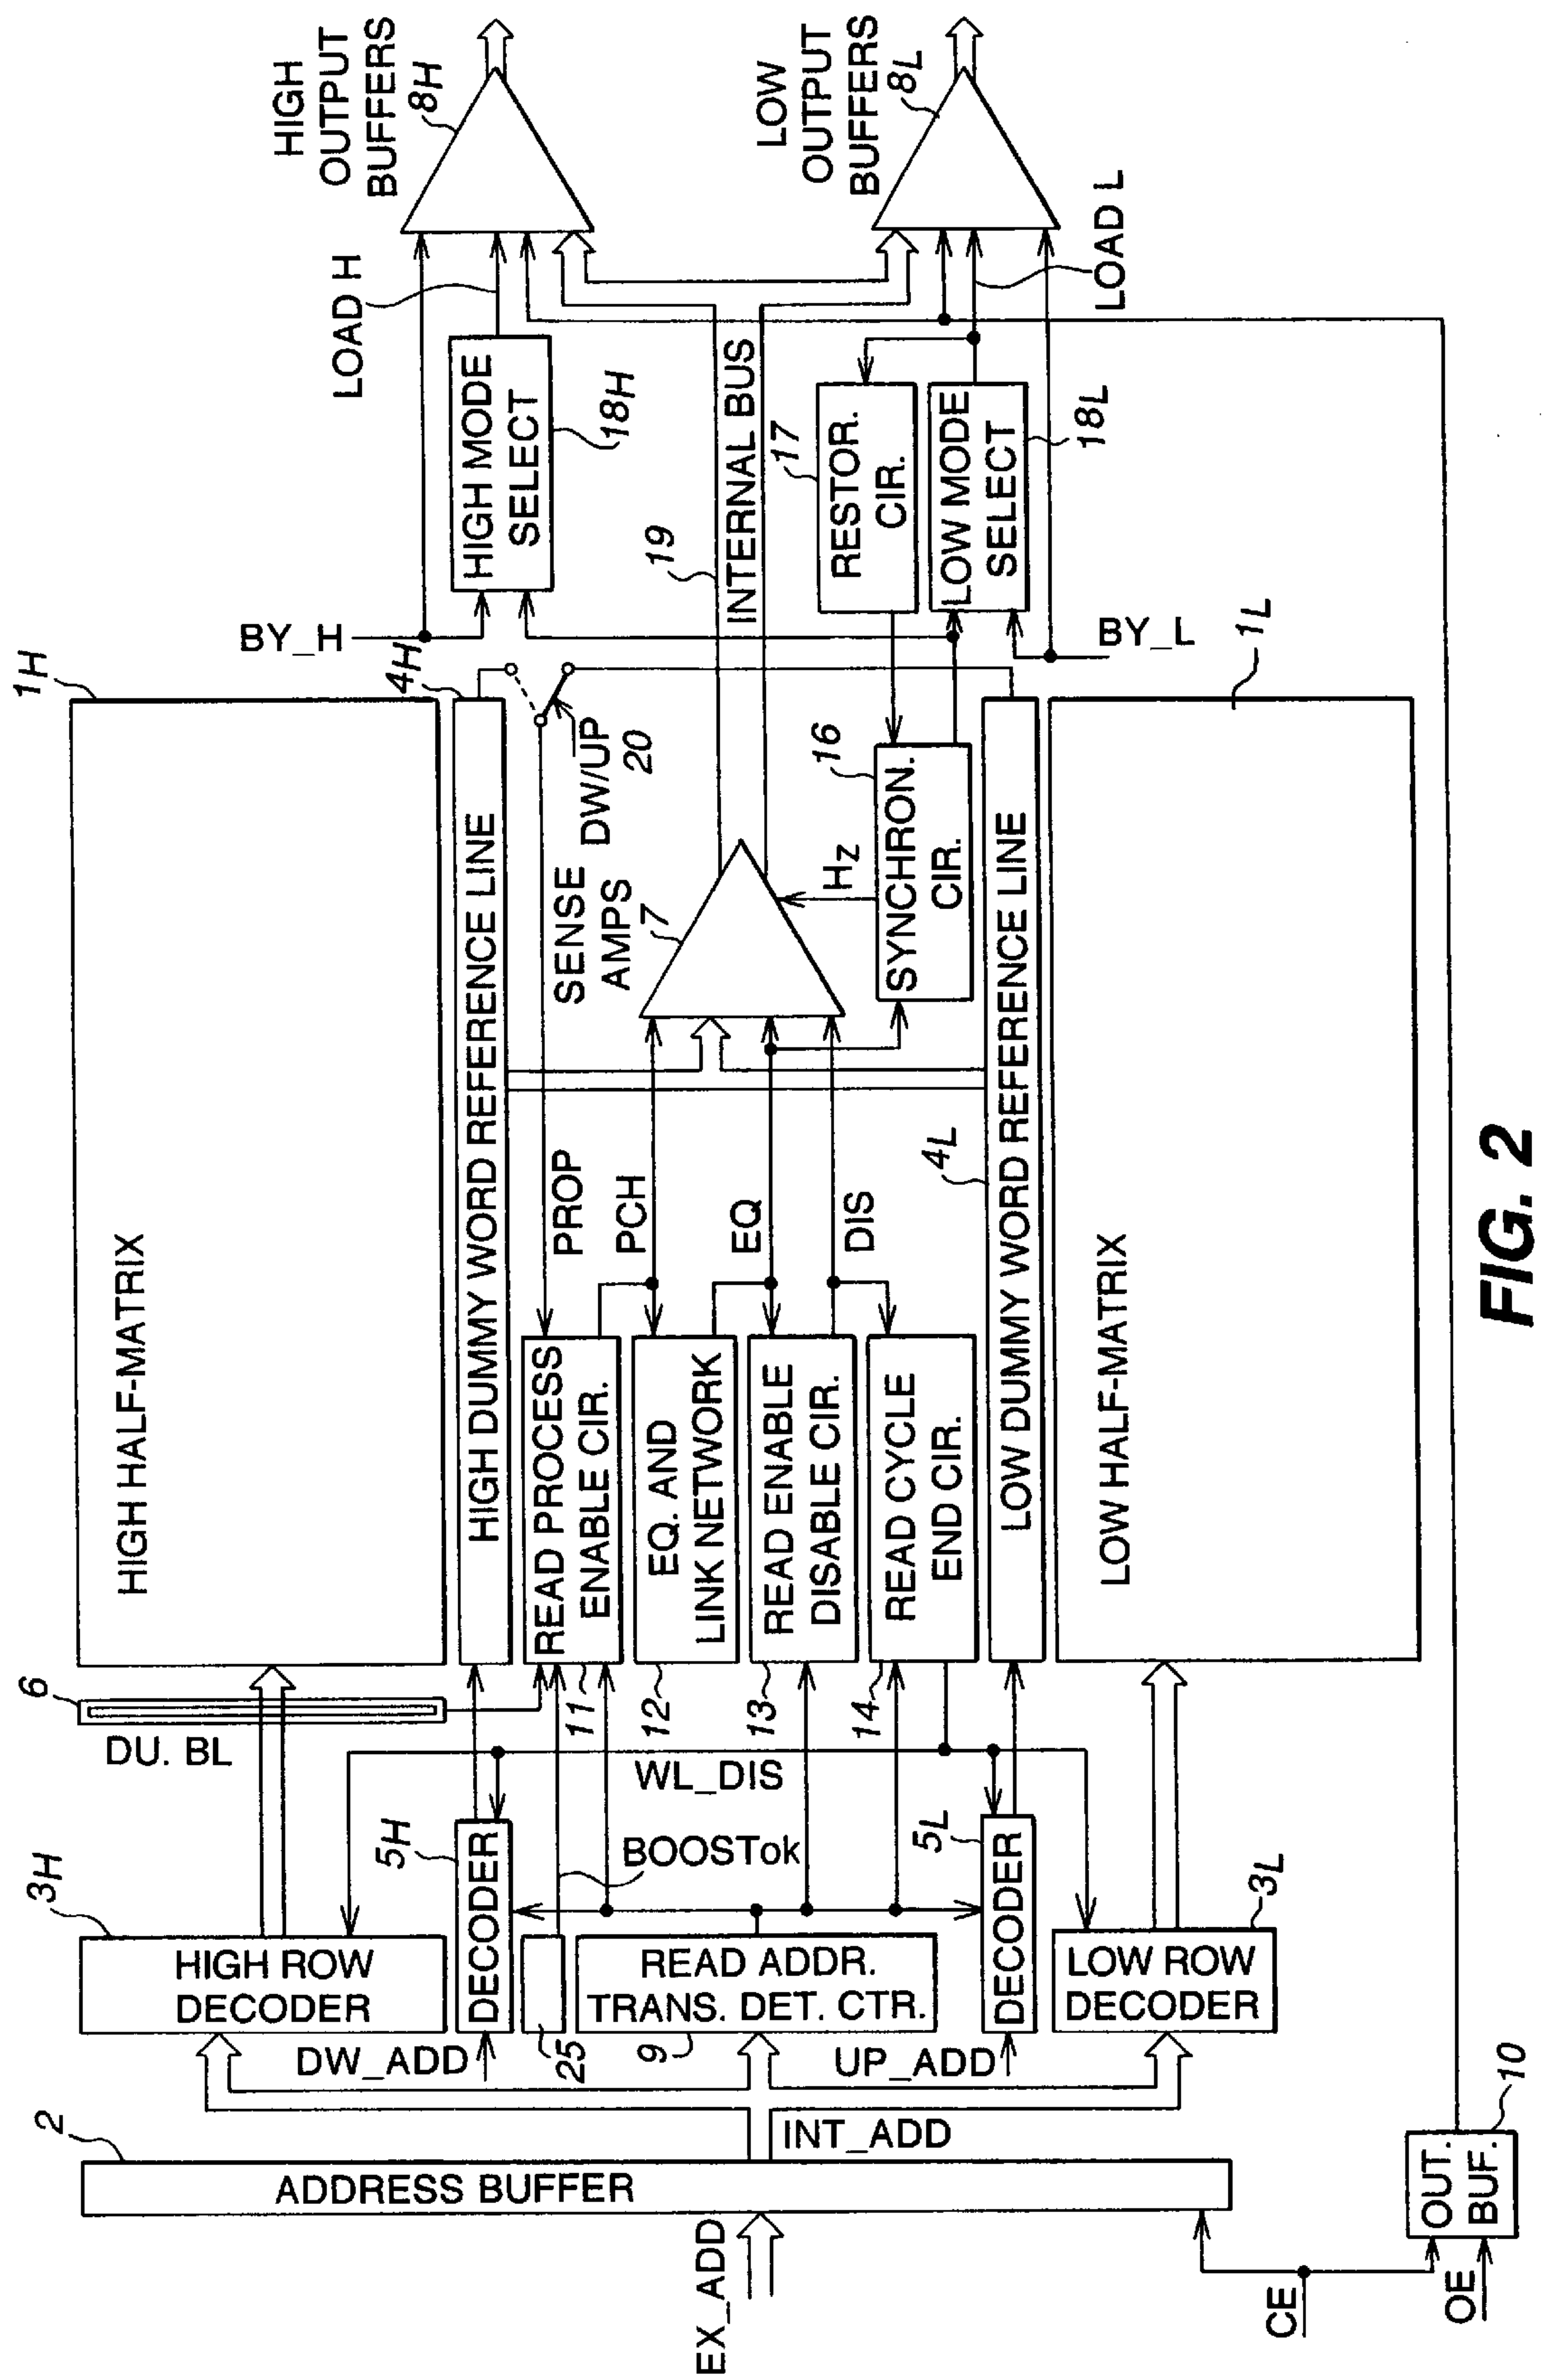 HIGH
OUTPUT
BUFFERS
8H
LOW
OUTPUT
BUFFERS
8L
LOAD H
LOAD L
HIGH MODE
SELECT
18H
INTERNAL BUS
19
RESTOR.
CIR.
17
LOW MODE
SELECT
18L
BY_H
BY_L
1H
HIGH HALF-MATRIX
4H
HIGH DUMMY WORD REFERENCE LINE
DW/UP
20
SENSE
AMPS
7
Hz
16
SYNCHRON.
CIR.
1L
LOW HALF-MATRIX
4L
LOW DUMMY WORD REFERENCE LINE
PROP
PCH
EQ
DIS
READ PROCESS
ENABLE CIR.
11
EQ. AND
LINK NETWORK
12
READ ENABLE
DISABLE CIR.
13
READ CYCLE
END CIR.
14
6
DU. BL
WL_DIS
BOOSTok
3H
HIGH ROW
DECODER
5H
DECODER
25
READ ADDR.
TRANS. DET. CTR.
9
5L
DECODER
3L
LOW ROW
DECODER
DW_ADD
UP_ADD
INT_ADD
2
ADDRESS BUFFER
EX_ADD
CE
OE
OUT.
BUF.
10
FIG. 2